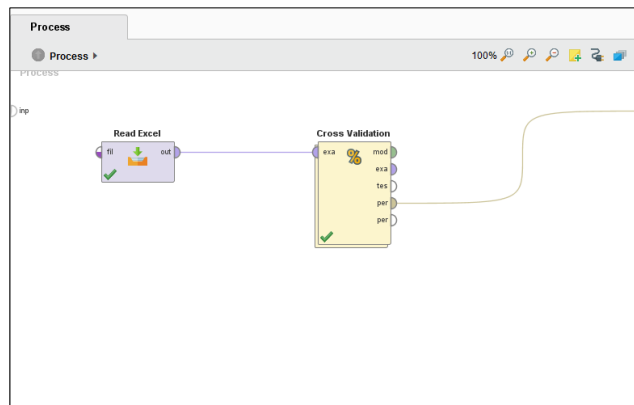 Process
Process
100%
Process
inp
Read Excel
fil
out
Cross Validation
exa
%
mod
exa
tes
per
per